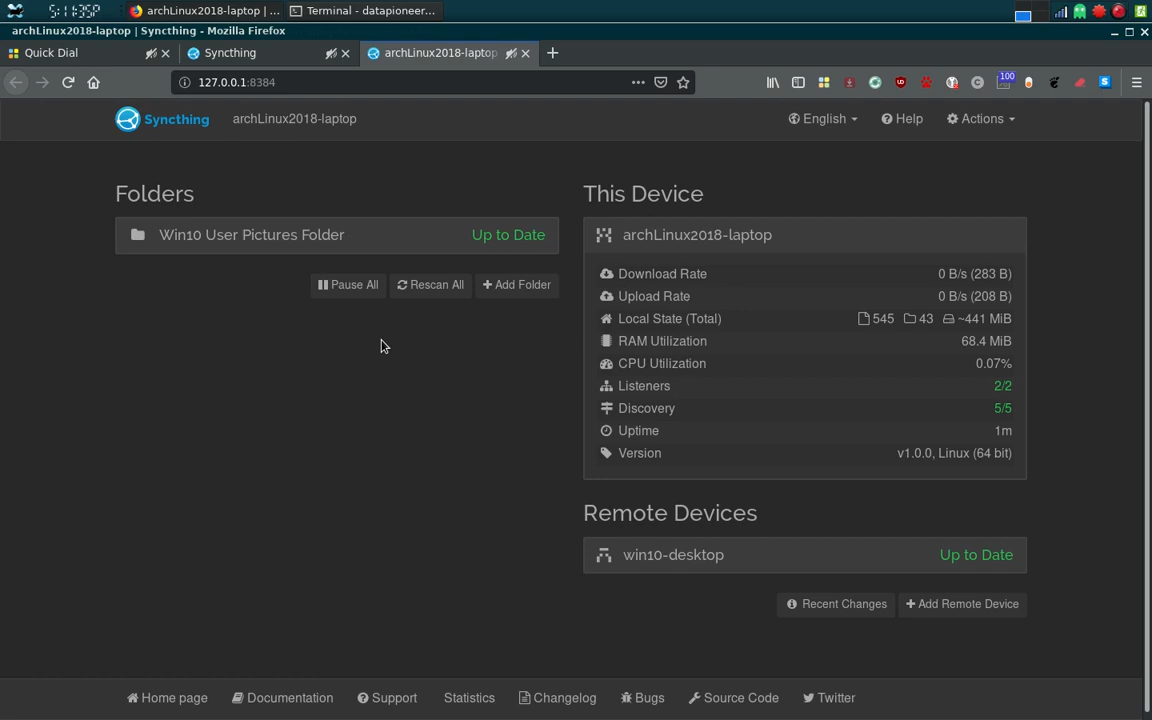 5:11:35P
archLinux2018-laptop | ...
Terminal - datapioneer...
archLinux2018-laptop | Syncthing - Mozilla Firefox
Quick Dial
Syncthing
archLinux2018-laptop
127.0.0.1:8384
100
Syncthing
archLinux2018-laptop
English
Help
Actions
Folders
Win10 User Pictures Folder
Up to Date
Pause All
Rescan All
Add Folder
This Device
archLinux2018-laptop
Download Rate 0 B/s (283 B)
Upload Rate 0 B/s (208 B)
Local State (Total) 545 43 ~441 MiB
RAM Utilization 68.4 MiB
CPU Utilization 0.07%
Listeners 2/2
Discovery 5/5
Uptime 1m
Version v1.0.0, Linux (64 bit)
Remote Devices
win10-desktop Up to Date
Recent Changes
Add Remote Device
Home page
Documentation
Support
Statistics
Changelog
Bugs
Source Code
Twitter